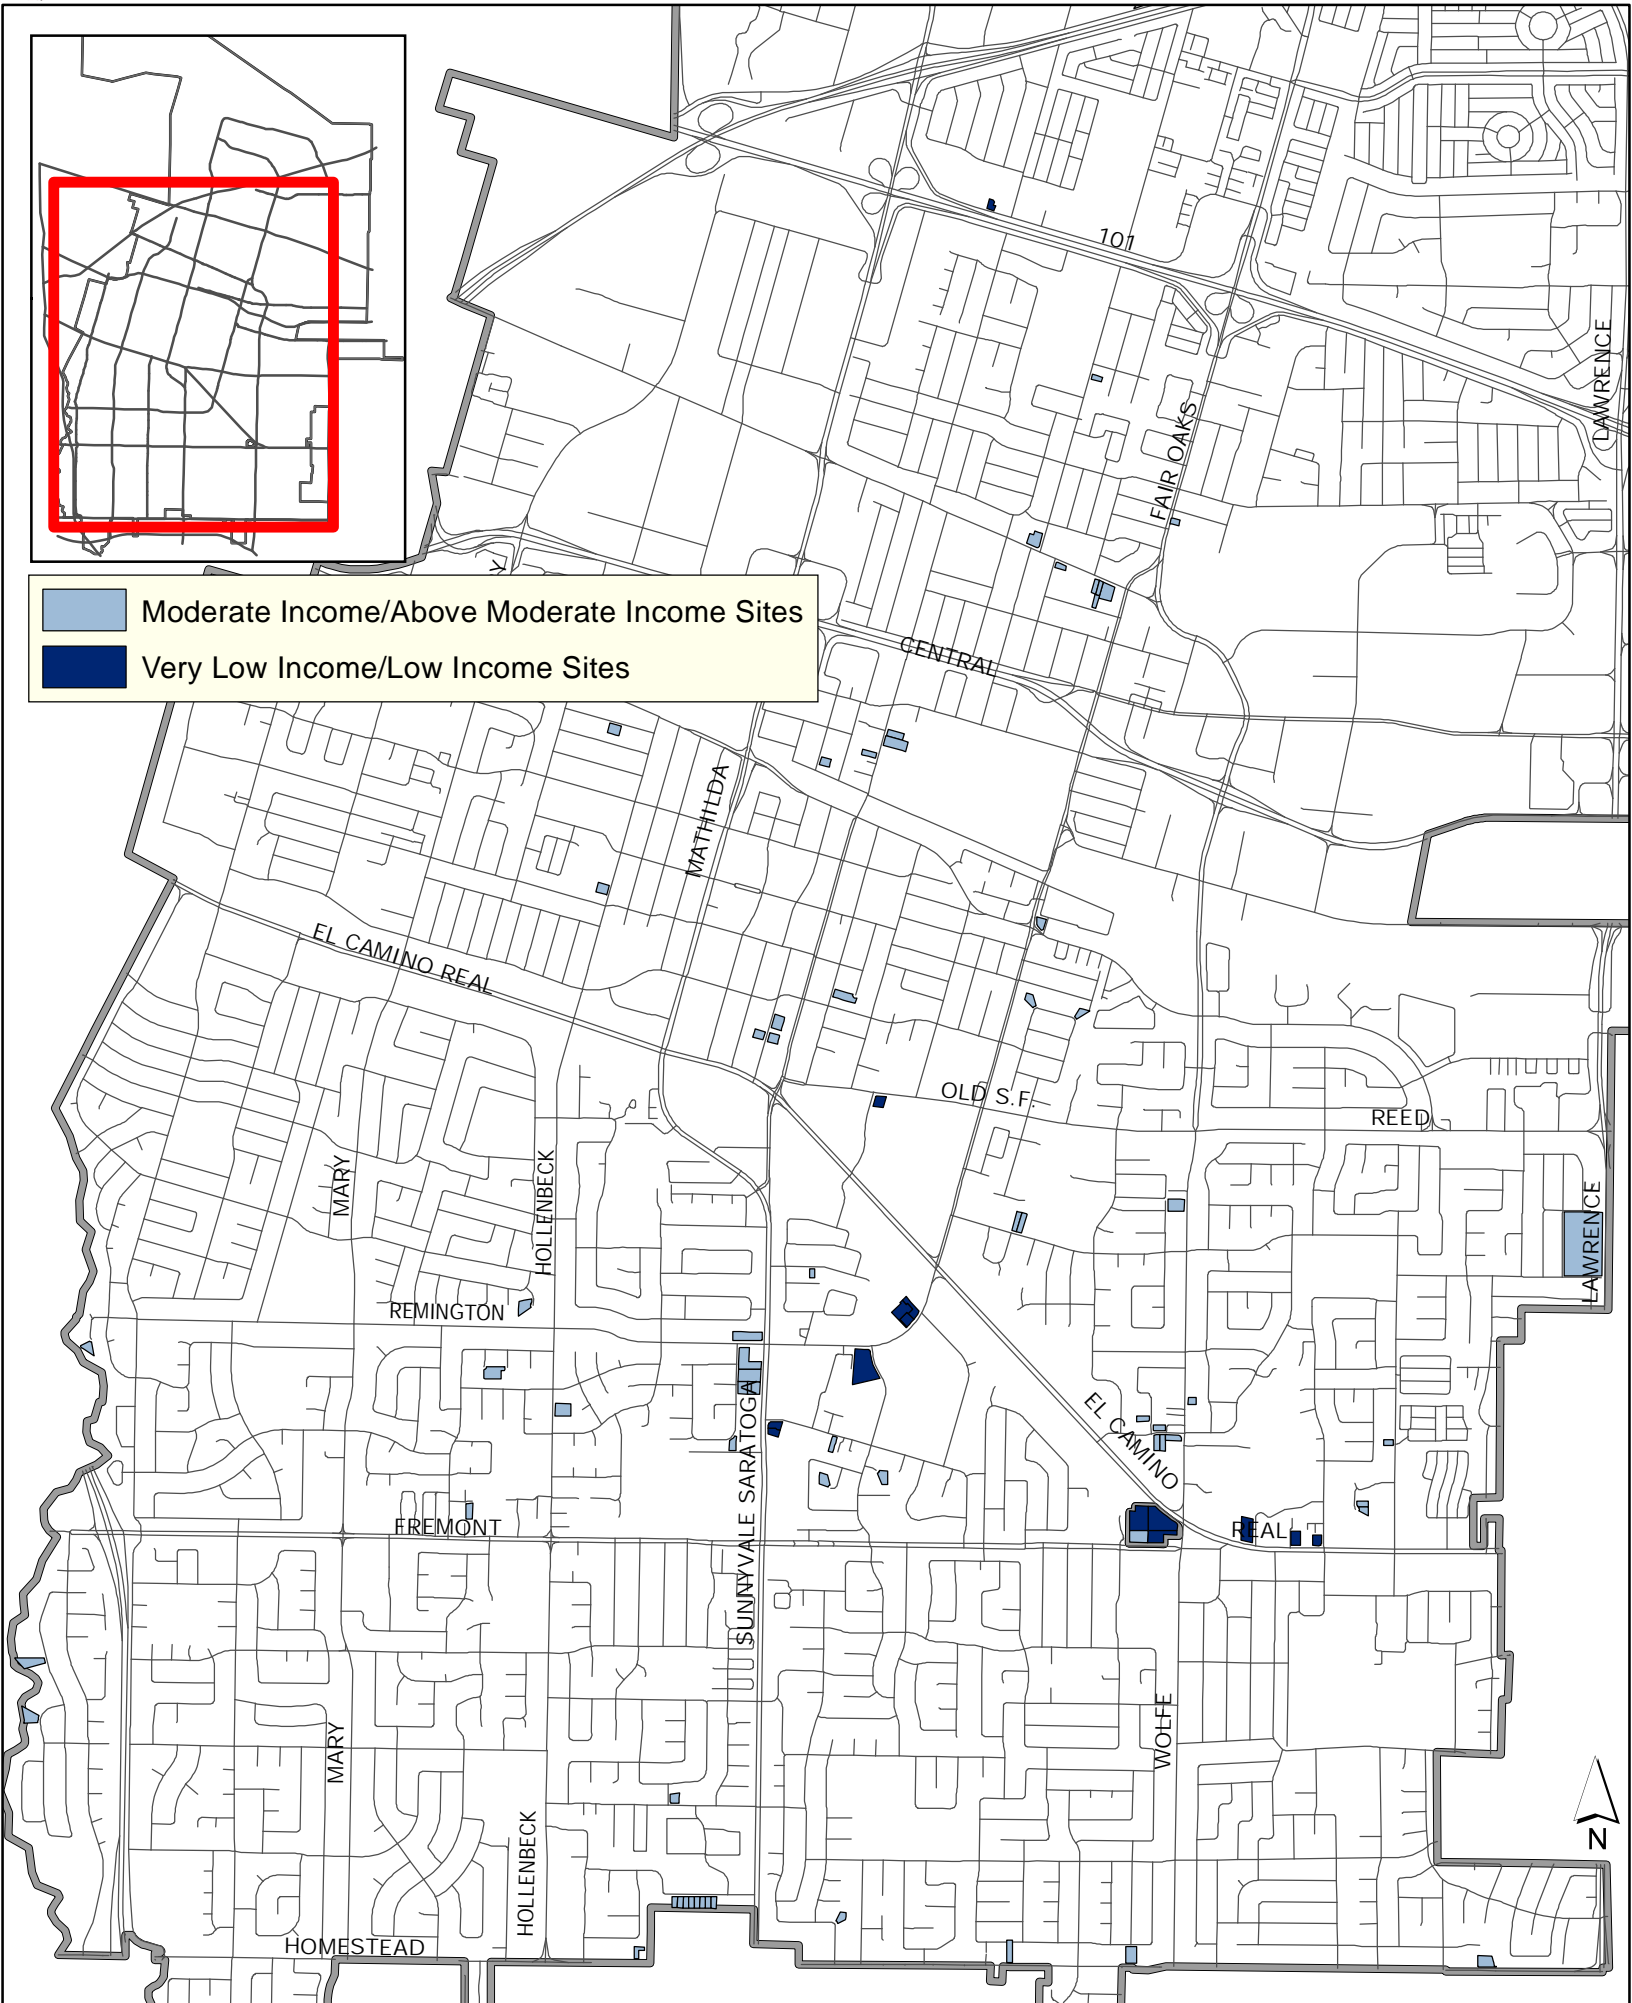 101
LAWRENCE
FAIR OAKS
Y
Moderate Income/Above Moderate Income Sites
Very Low Income/Low Income Sites
CENTRAL
MATHILDA
EL CAMINO REAL
OLD S.F.
REED
MARY
HOLLENBECK
LAWRENCE
REMINGTON
EL CAMINO
REAL
SUNNYVALE SARATOGA
FREMONT
MARY
WOLFE
HOLLENBECK
N
HOMESTEAD